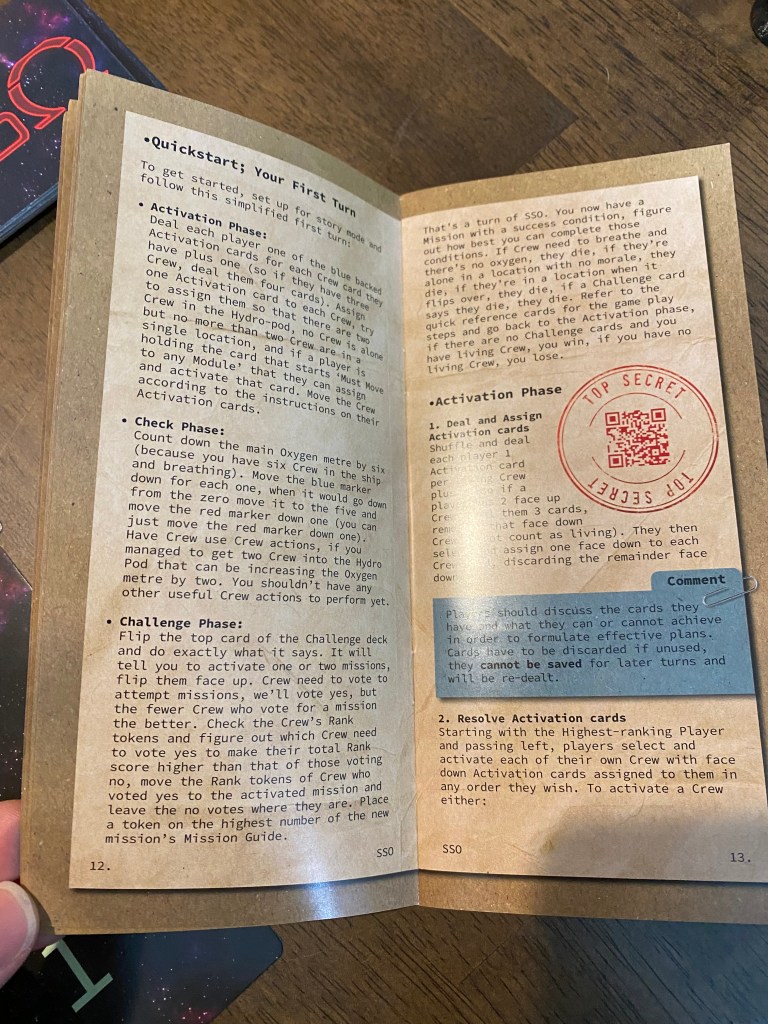 •Quickstart; Your First Turn
To get started, set up for story mode and
follow this simplified first turn:
• Activation Phase:
Deal each player one of the blue backed
Activation cards for each Crew card they
have plus one (so if they have three
Crew, deal them four cards). Assign
one Activation card to each Crew, try
to assign them so that there are two
Crew in the Hydro-pod, no Crew is alone
but no more than two Crew are in a
single location, and if a player is
holding the card that starts ‘Must Move
to any Module’ that they can assign
and activate that card. Move the Crew
according to the instructions on their
Activation cards.
• Check Phase:
Count down the main Oxygen metre by six
(because you have six Crew in the ship
and breathing). Move the blue marker
down for each one, when it would go down
from the zero move it to the five and
move the red marker down one (you can
just move the red marker down one).
Have Crew use Crew actions, if you
managed to get two Crew into the Hydro
Pod that can be increasing the Oxygen
metre by two. You shouldn't have any
other useful Crew actions to perform yet.
• Challenge Phase:
Flip the top card of the Challenge deck
and do exactly what it says. It will
tell you to activate one or two missions,
flip them face up. Crew need to vote to
attempt missions, we'll vote yes, but
the fewer Crew who vote for a mission
the better. Check the Crew's Rank
tokens and figure out which Crew need
to vote yes to make their total Rank
score higher than that of those voting
no, move the Rank tokens of Crew who
voted yes to the activated mission and
leave the no votes where they are. Place
a token on the highest number of the new
mission's Mission Guide.
12.
SSO
That's a turn of SSO. You now have a
Mission with a success condition, figure
out how best you can complete those
conditions. If Crew need to breathe and
there's no oxygen, they die, if they're
alone in a location with no morale, they
die, if they're in a location when it
flips over, they die, if a Challenge card
says they die, they die. Refer to the
quick reference cards for the game play
steps and go back to the Activation phase,
if there are no Challenge cards and you
have living Crew, you win, if you have no
living Crew, you lose.
•Activation Phase
TOP SECRET
TOP SECRET
1. Deal and Assign
Activation cards
Shuffle and deal
each player 1
Activation card
per Crew
if a
2 face up
them 3 cards,
that face down
count as living). They then
assign one face down to each
discarding the remainder face
down
Comment
Players should discuss the cards they
have and what they can or cannot achieve
in order to formulate effective plans.
Cards have to be discarded if unused,
they cannot be saved for later turns and
will be re-dealt.
2. Resolve Activation cards
Starting with the Highest-ranking Player
and passing left, players select and
activate each of their own Crew with face
down Activation cards assigned to them in
any order they wish. To activate a Crew
either:
SSO
13.
1